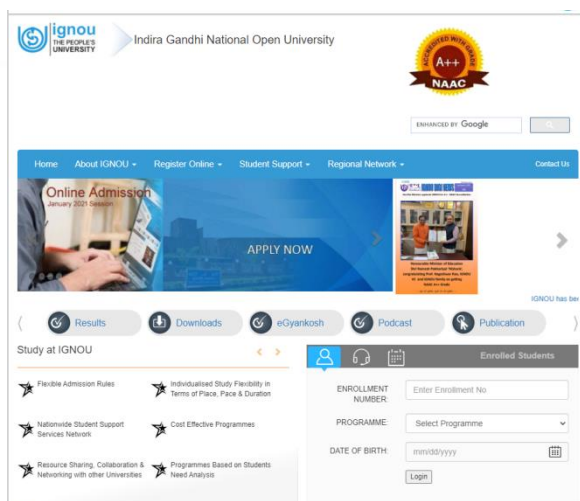 ignou
THE PEOPLE'S
UNIVERSITY
Indira Gandhi National Open University
ACCREDITED WITH GRADE
A++
NAAC
ENHANCED BY Google
Home About IGNOU Register Online Student Support Regional Network Contact Us
Online Admission
January 2021 Session
APPLY NOW
IGNOU has bee
Results Downloads eGyankosh Podcast Publication
Study at IGNOU
Enrolled Students
Flexible Admission Rules
Individualised Study Flexibility in
Terms of Place, Pace & Duration
Nationwide Student Support
Services Network
Cost Effective Programmes
Resource Sharing, Collaboration &
Networking with other Universities
Programmes Based on Students
Need Analysis
ENROLLMENT
NUMBER:
Enter Enrollment No
PROGRAMME:
Select Programme
DATE OF BIRTH:
mm/dd/yyyy
Login